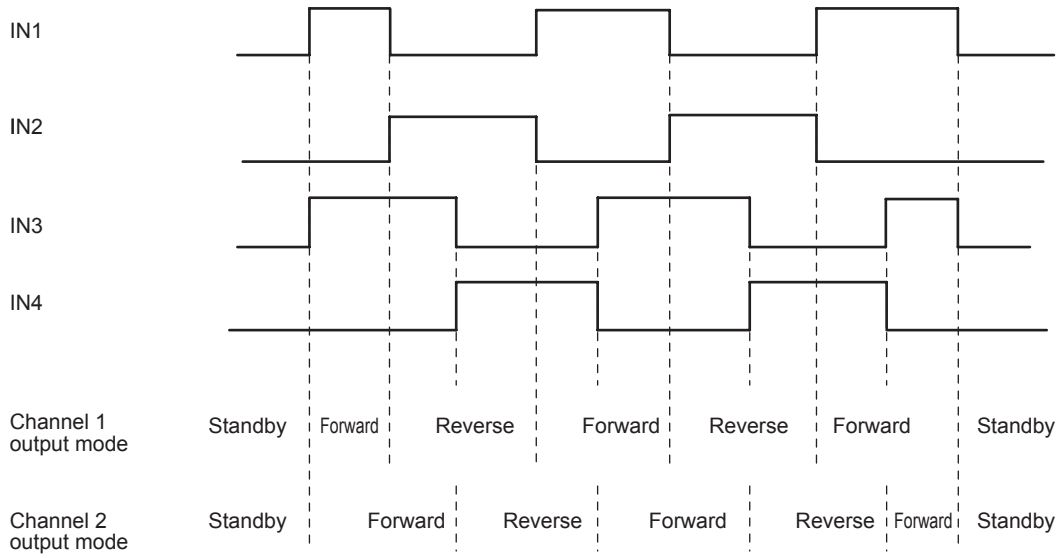 IN1
IN2
IN3
IN4
Channel 1
output mode
Standby Forward Reverse Forward Reverse Forward Standby
Channel 2
output mode
Standby Forward Reverse Forward Reverse Forward Standby